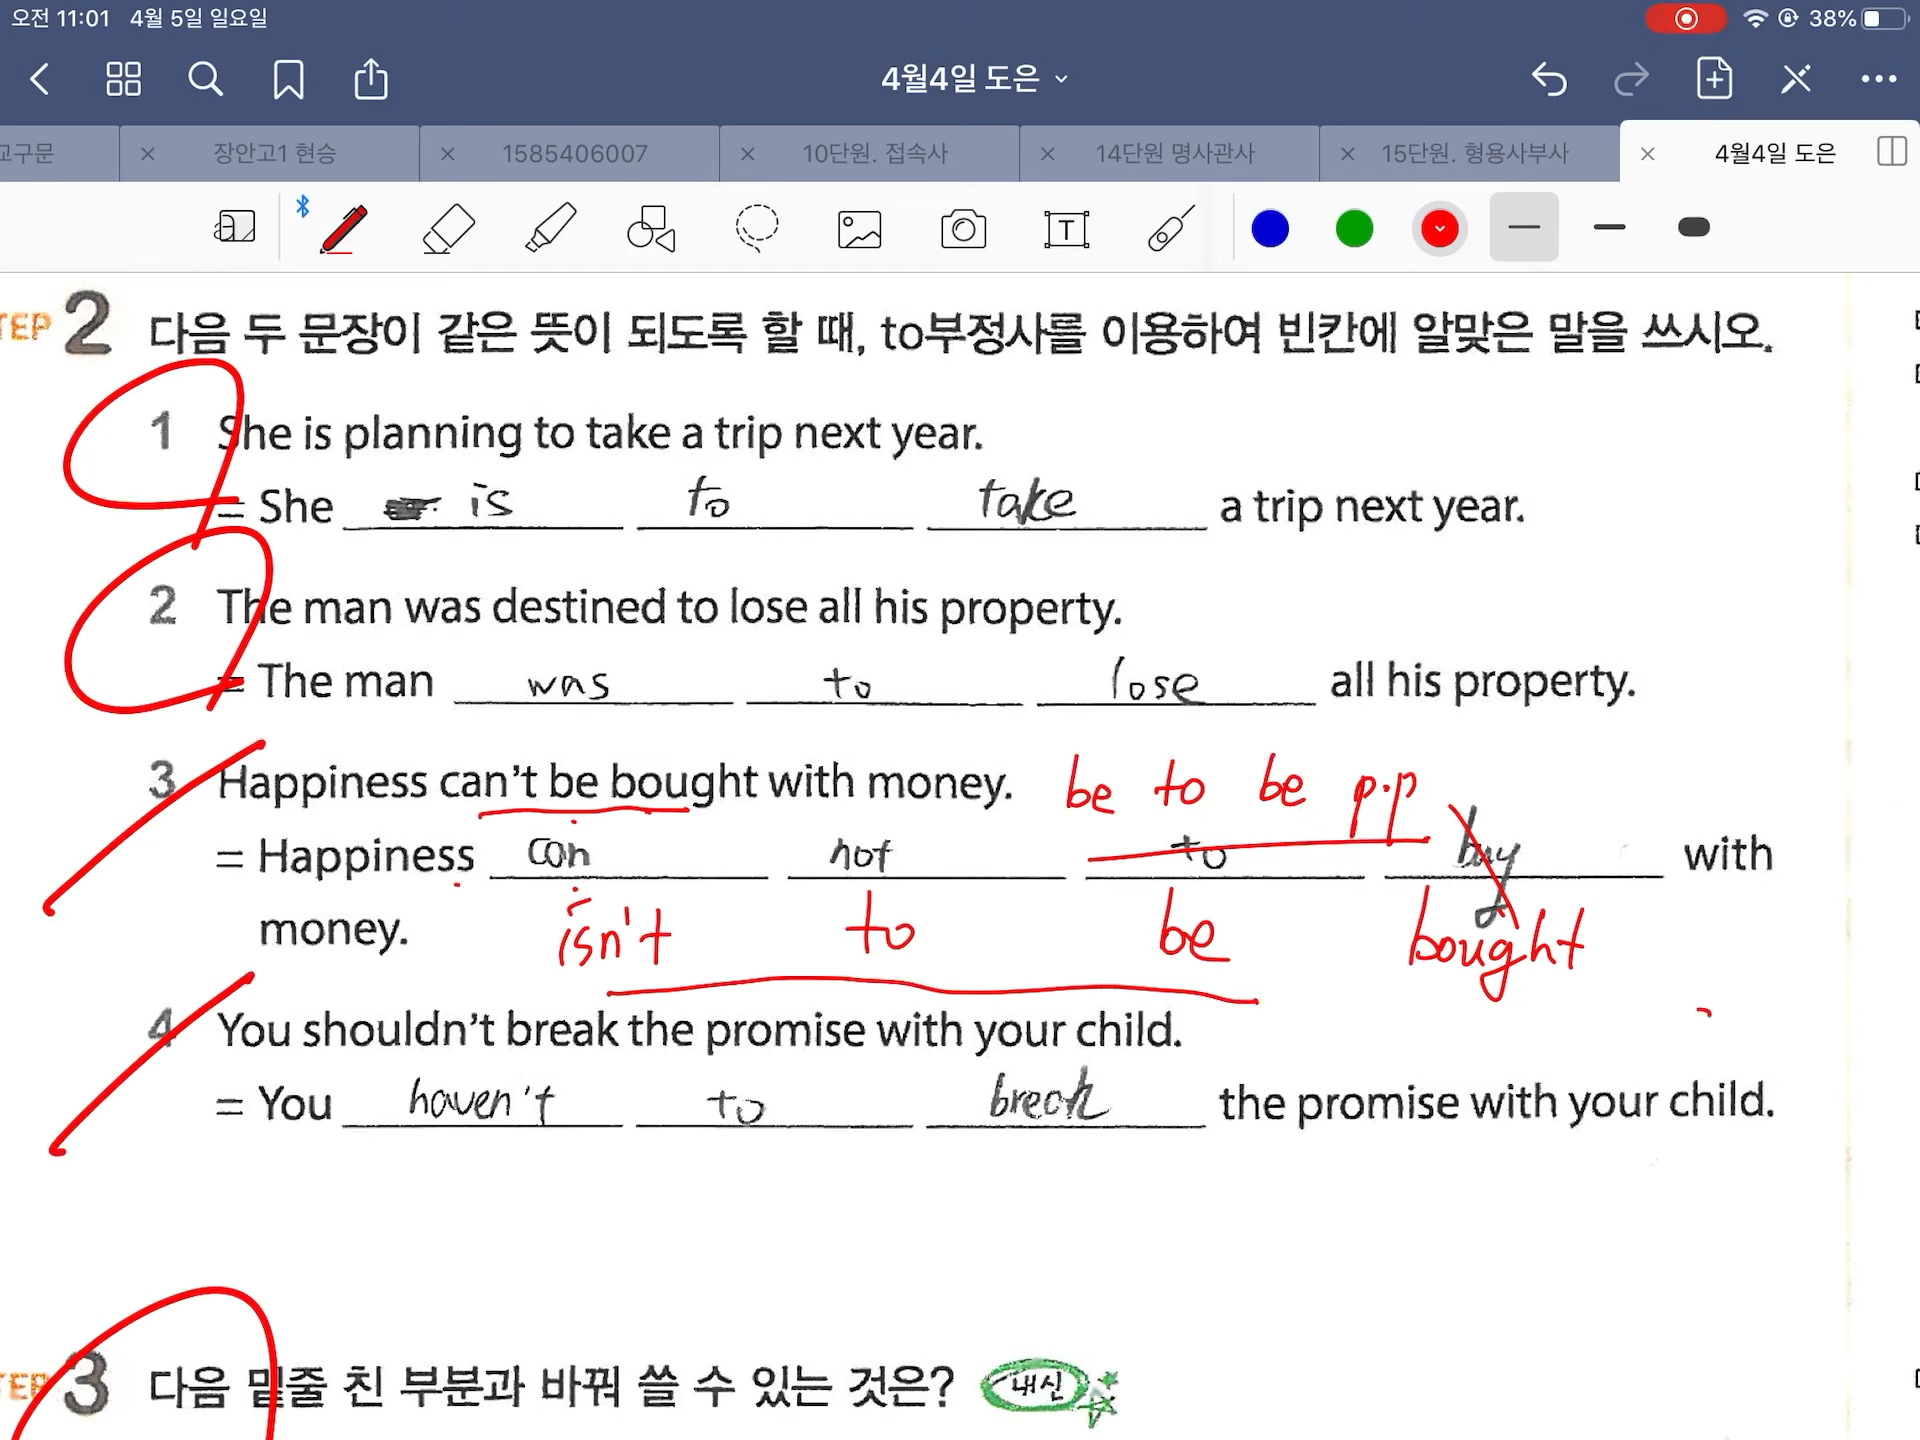 오전 11:01 4월 5일 일요일 38%
4월4일 도은
교구문 장안고1 현승 1585406007 10단원. 접속사 14단원 명사관사 15단원. 형용사부사 4월4일 도은
TEP 2 다음 두 문장이 같은 뜻이 되도록 할 때, to부정사를 이용하여 빈칸에 알맞은 말을 쓰시오.
1 She is planning to take a trip next year.
= She is to take a trip next year.
2 The man was destined to lose all his property.
= The man was to lose all his property.
3 Happiness can't be bought with money. be to be p.p
= Happiness can not to buy with
money. isn't to be bought
4 You shouldn't break the promise with your child.
= You haven't to break the promise with your child.
TEP 3 다음 밑줄 친 부분과 바꿔 쓸 수 있는 것은? 내신